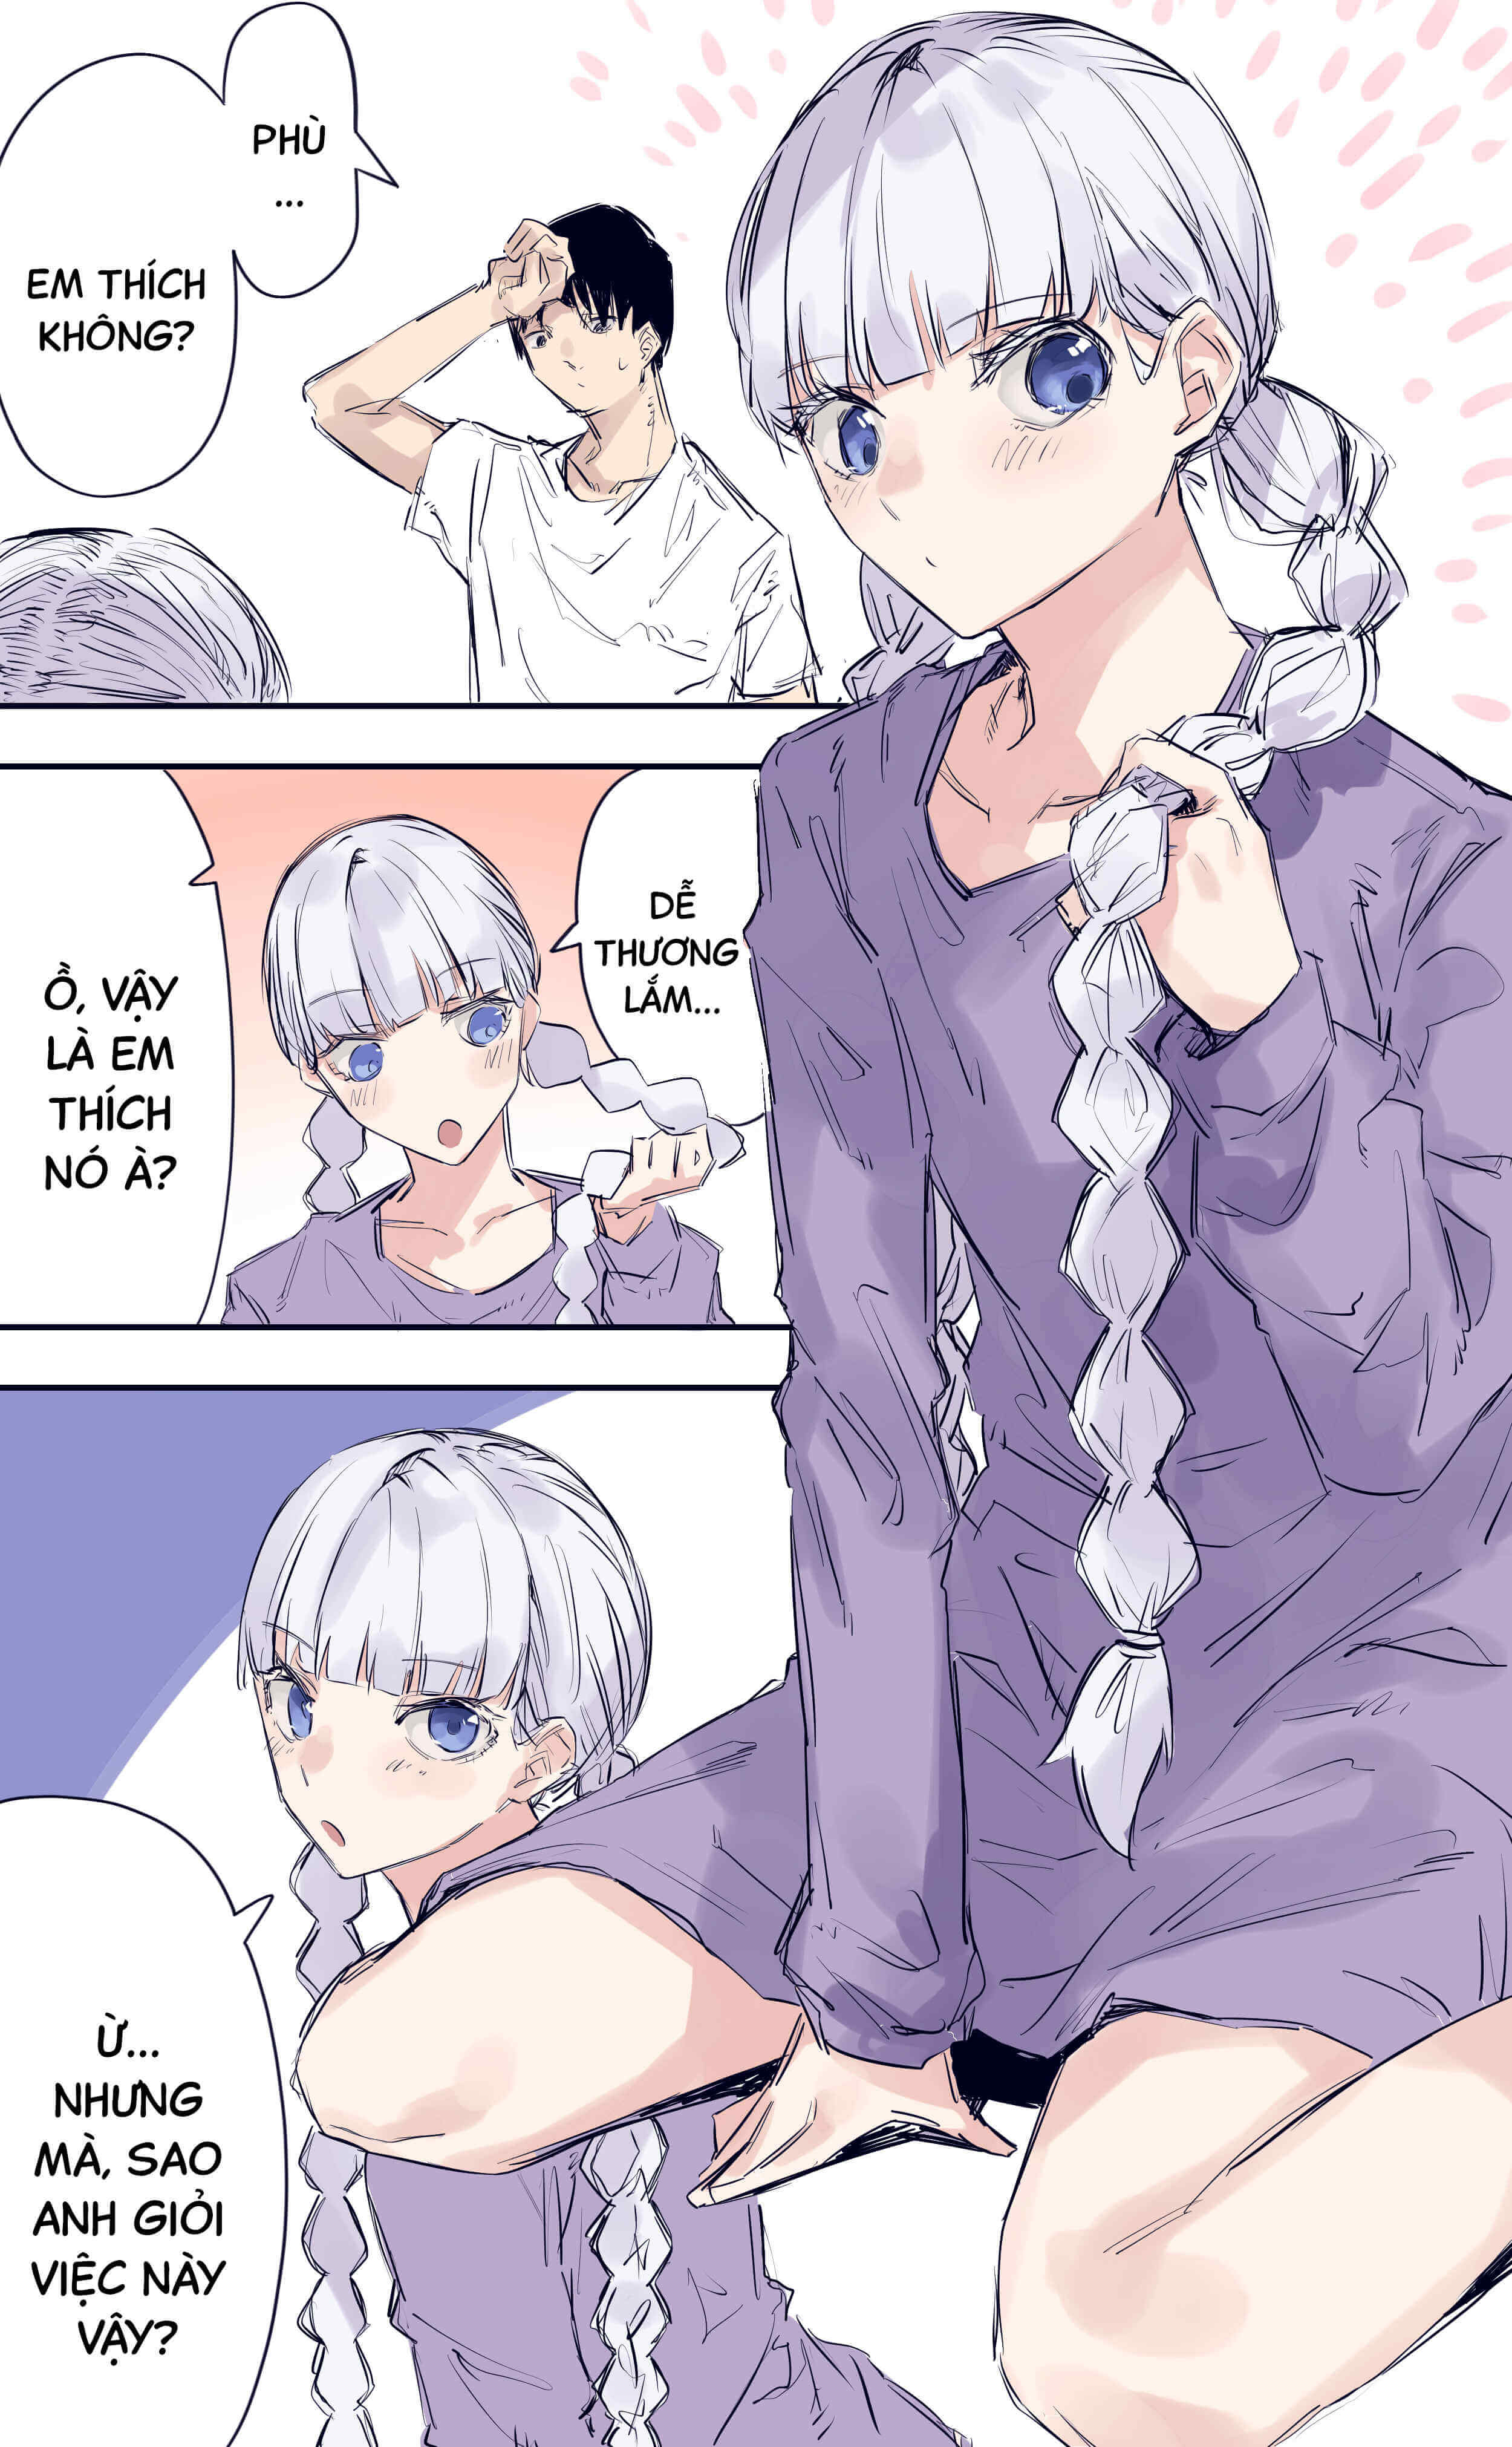 PHÙ
...
EM THÍCH
KHÔNG?
DỄ
THƯƠNG
LẮM...
Ồ, VẬY
LÀ EM
THÍCH
NÓ À?
Ừ...
NHƯNG
MÀ, SAO
ANH GIỎI
VIỆC NÀY
VẬY?